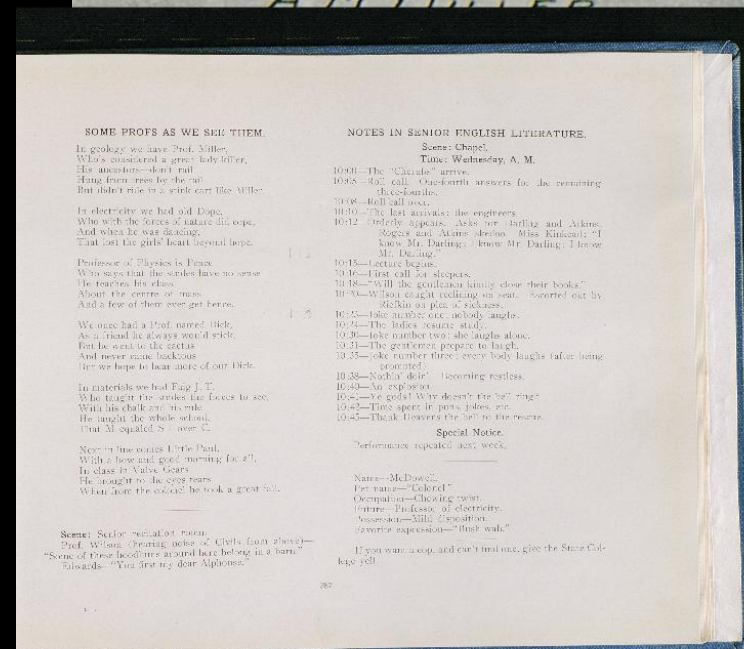 SOME PROFS AS WE SEE THEM.
In geology we have Prof. Miller,
Who's considered a great lady killer,
His ancestors—don't rail
Hung from trees by the tail
But didn't ride in a stink cart like Miller.
In electricity we had old Dope,
Who with the forces of nature did cope,
And when he was dancing,
That lost the girls' heart beyond hope.
Professor of Physics is Pence
Who says that the strokes have no sense
He teaches his class
About the centre of mass
And a few of them ever get hence.
We once had a Prof. named Dick,
As a friend he always would stick,
But he went to the cactus
And never came backtous
But we hope to hear more of our Dick.
In materials we had Faig J. T.
Who taught the strokes the forces to see,
With his chalk and his rule
He taught the whole school,
That M equaled S I over C.
Next in line comes Little Paul,
With a bow and good morning for all,
In class in Valve Gears
He brought to the eyes tears
When from the colonel he took a great fall.
Scene: Senior recitation room.
Prof. Wilson (hearing noise of Civils from above)—
"Some of these hoodlums around here belong in a barn."
Edwards—"You first my dear Alphonse."
NOTES IN SENIOR ENGLISH LITERATURE.
Scene: Chapel,
Time: Wednesday, A. M.
10:00—The "Cherubs" arrive.
10:05—Roll call. One-fourth answers for the remaining
three-fourths.
10:08—Roll call over.
10:10—The last arrivals; the engineers.
10:12—Orderly appears. Asks for Darling and Atkins.
Rogers and Atkins skedoo. Miss Kinkead: "I
know Mr. Darling; I know Mr. Darling; I know
Mr. Darling."
10:15—Lecture begins.
10:16—First call for sleepers.
10:18—"Will the gentlemen kindly close their books."
10:20—Wilson caught reclining on seat. Escorted out by
Riefkin on plea of sickness.
10:23—Joke number one; nobody laughs.
10:24—The ladies resume study.
10:30—Joke number two; she laughs alone.
10:31—The gentlemen prepare to laugh.
10:35—Joke number three; every body laughs (after being
prompted).
10:38—Nothin' doin'. Becoming restless.
10:40—An explosion.
10:41—Ye gods! Why doesn't the bell ring?
10:42—Time spent in puns, jokes, etc.
10:45—Thank Heavens the bell to the rescue.
Special Notice.
Performance repeated next week.
Name—McDowell.
Pet name—"Colonel."
Occupation—Chewing twist.
Future—Professor of electricity.
Possession—Mild disposition.
Favorite expression—"Bush wah."
If you want a cop, and can't find one, give the State Col-
lege yell.